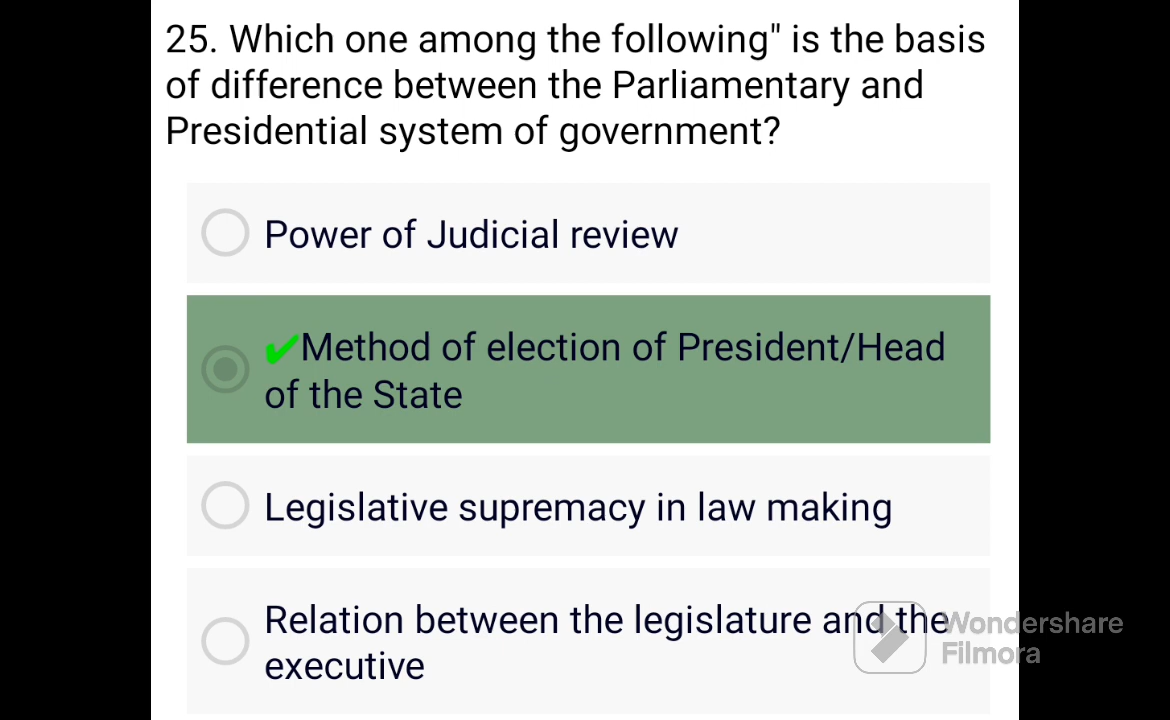 25. Which one among the following" is the basis
of difference between the Parliamentary and
Presidential system of government?
Power of Judicial review
✔Method of election of President/Head
of the State
Legislative supremacy in law making
Relation between the legislature and the
executive
Wondershare
Filmora